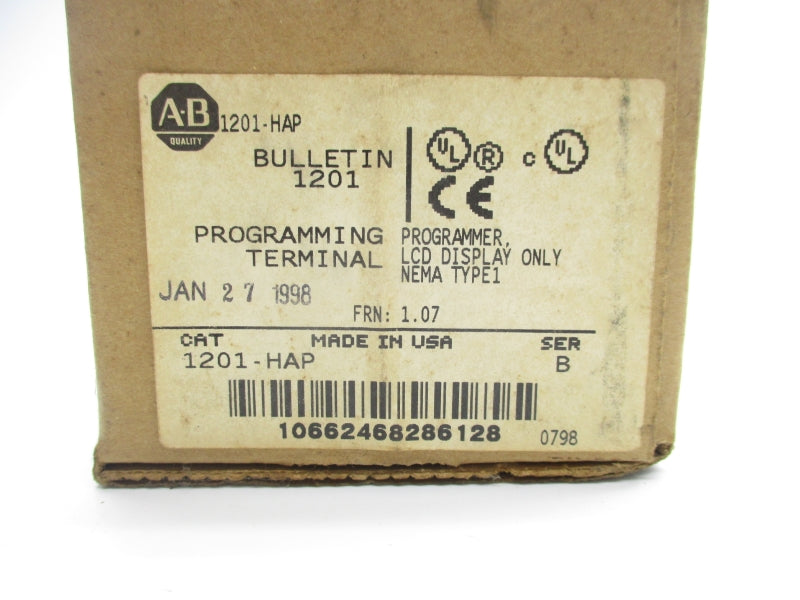 A-B
QUALITY
1201-HAP
BULLETIN
1201
UL ® c UL
CE
PROGRAMMING
TERMINAL
PROGRAMMER,
LCD DISPLAY ONLY
NEMA TYPE1
JAN 27 1998
FRN: 1.07
CAT MADE IN USA SER
1201-HAP B
10662468286128
0798